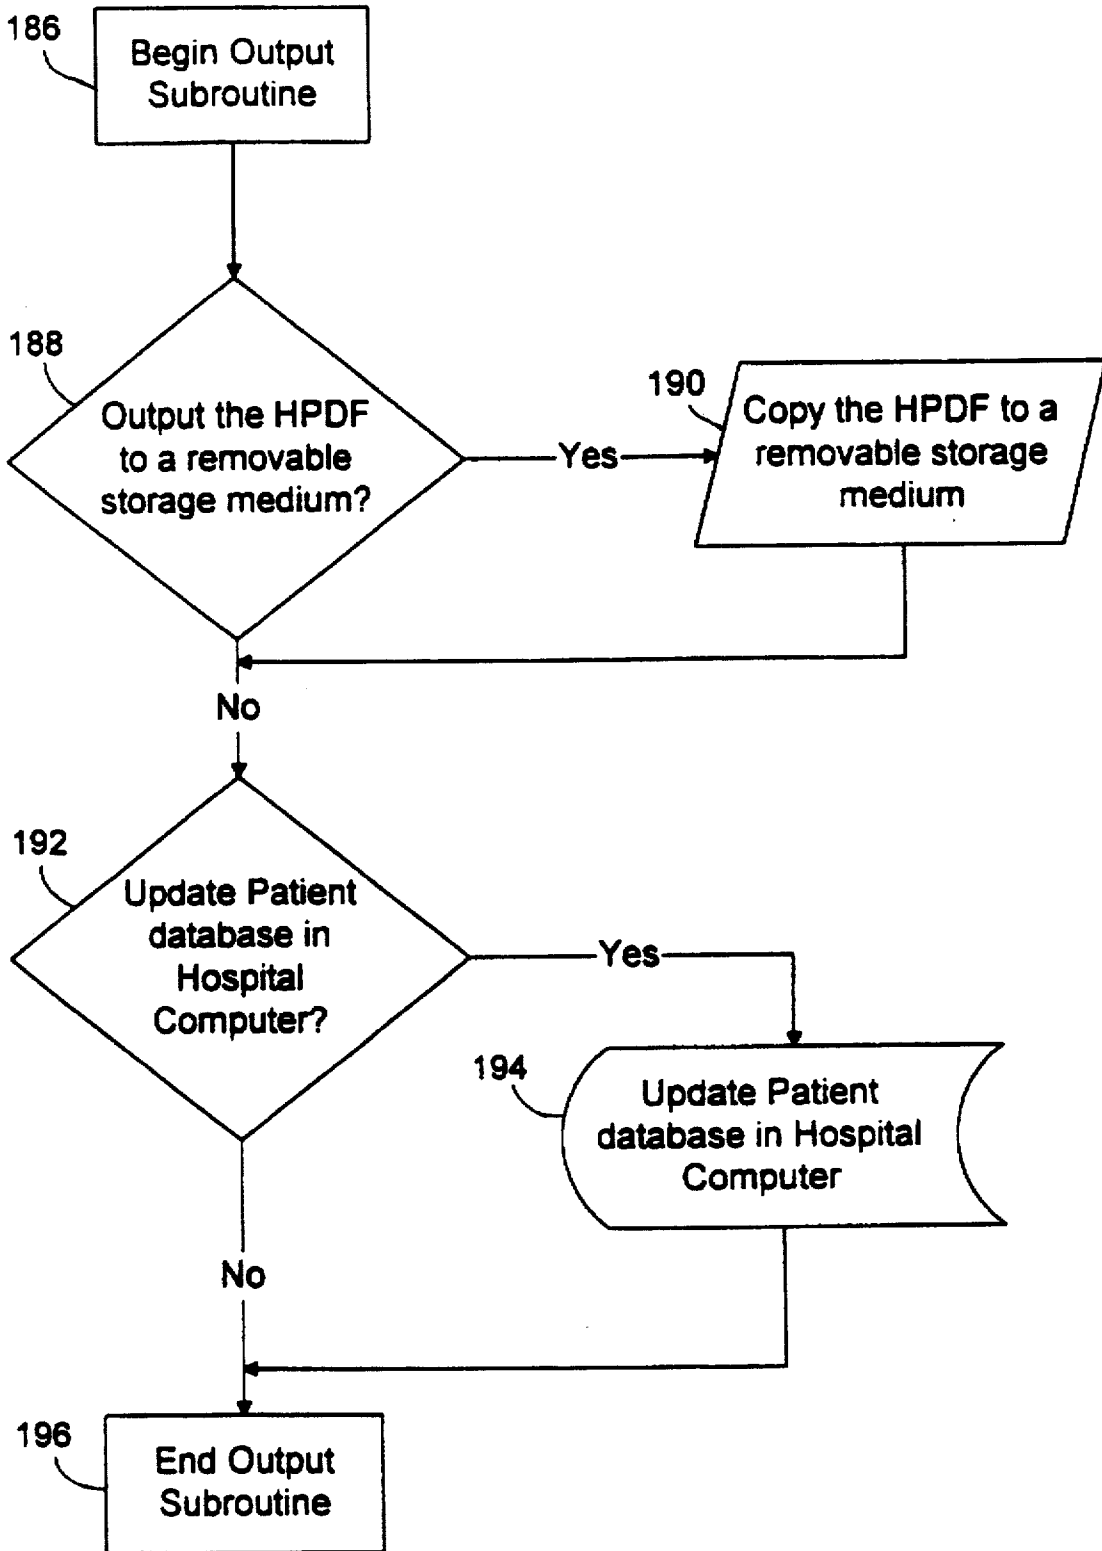 186
Begin Output
Subroutine
188
Output the HPDF
to a removable
storage medium?
Yes
190
Copy the HPDF to a
removable storage
medium
No
192
Update Patient
database in
Hospital
Computer?
Yes
194
Update Patient
database in Hospital
Computer
No
196
End Output
Subroutine